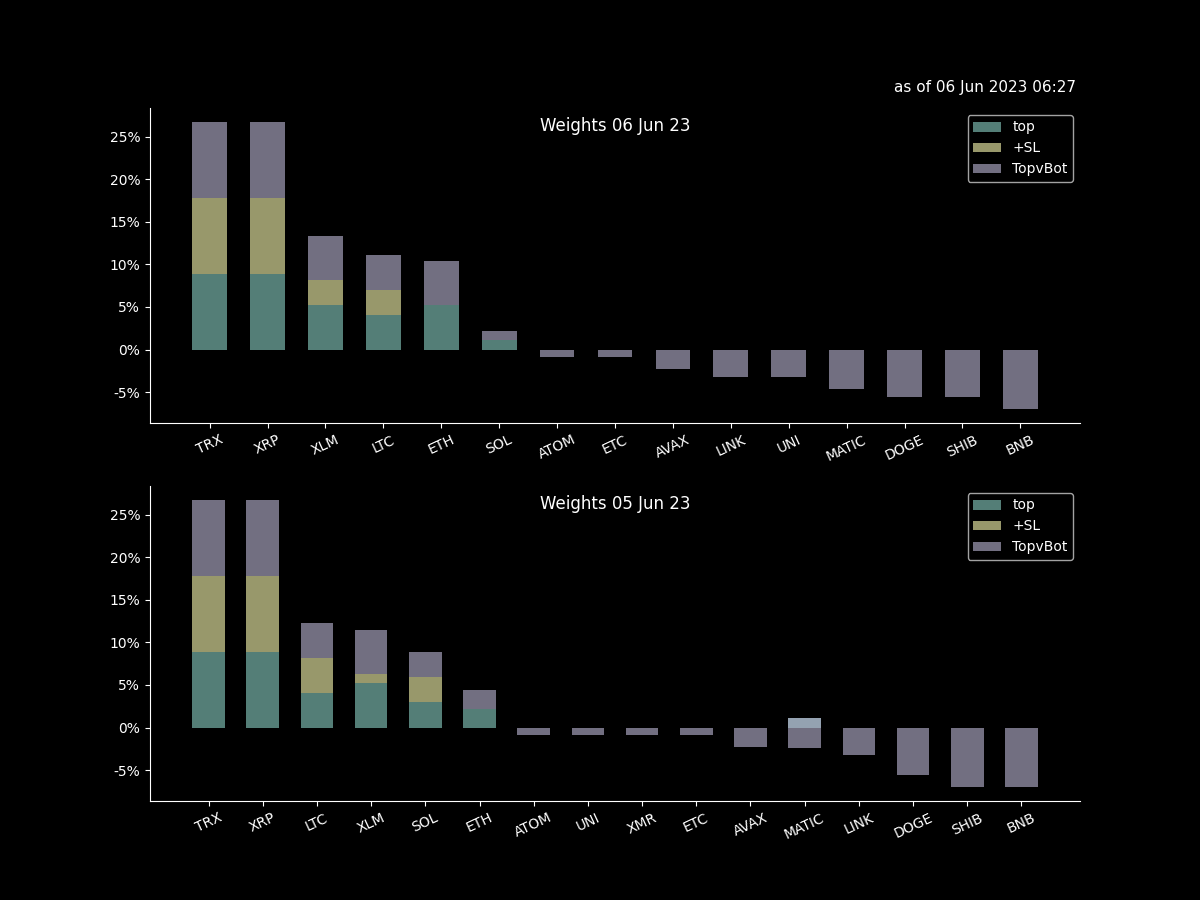 as of 06 Jun 2023 06:27
Weights 06 Jun 23
top
+SL
TopvBot
25%
20%
15%
10%
5%
0%
-5%
TRX XRP XLM LTC ETH SOL ATOM ETC AVAX LINK UNI MATIC DOGE SHIB BNB
Weights 05 Jun 23
top
+SL
TopvBot
25%
20%
15%
10%
5%
0%
-5%
TRX XRP LTC XLM SOL ETH ATOM UNI XMR ETC AVAX MATIC LINK DOGE SHIB BNB